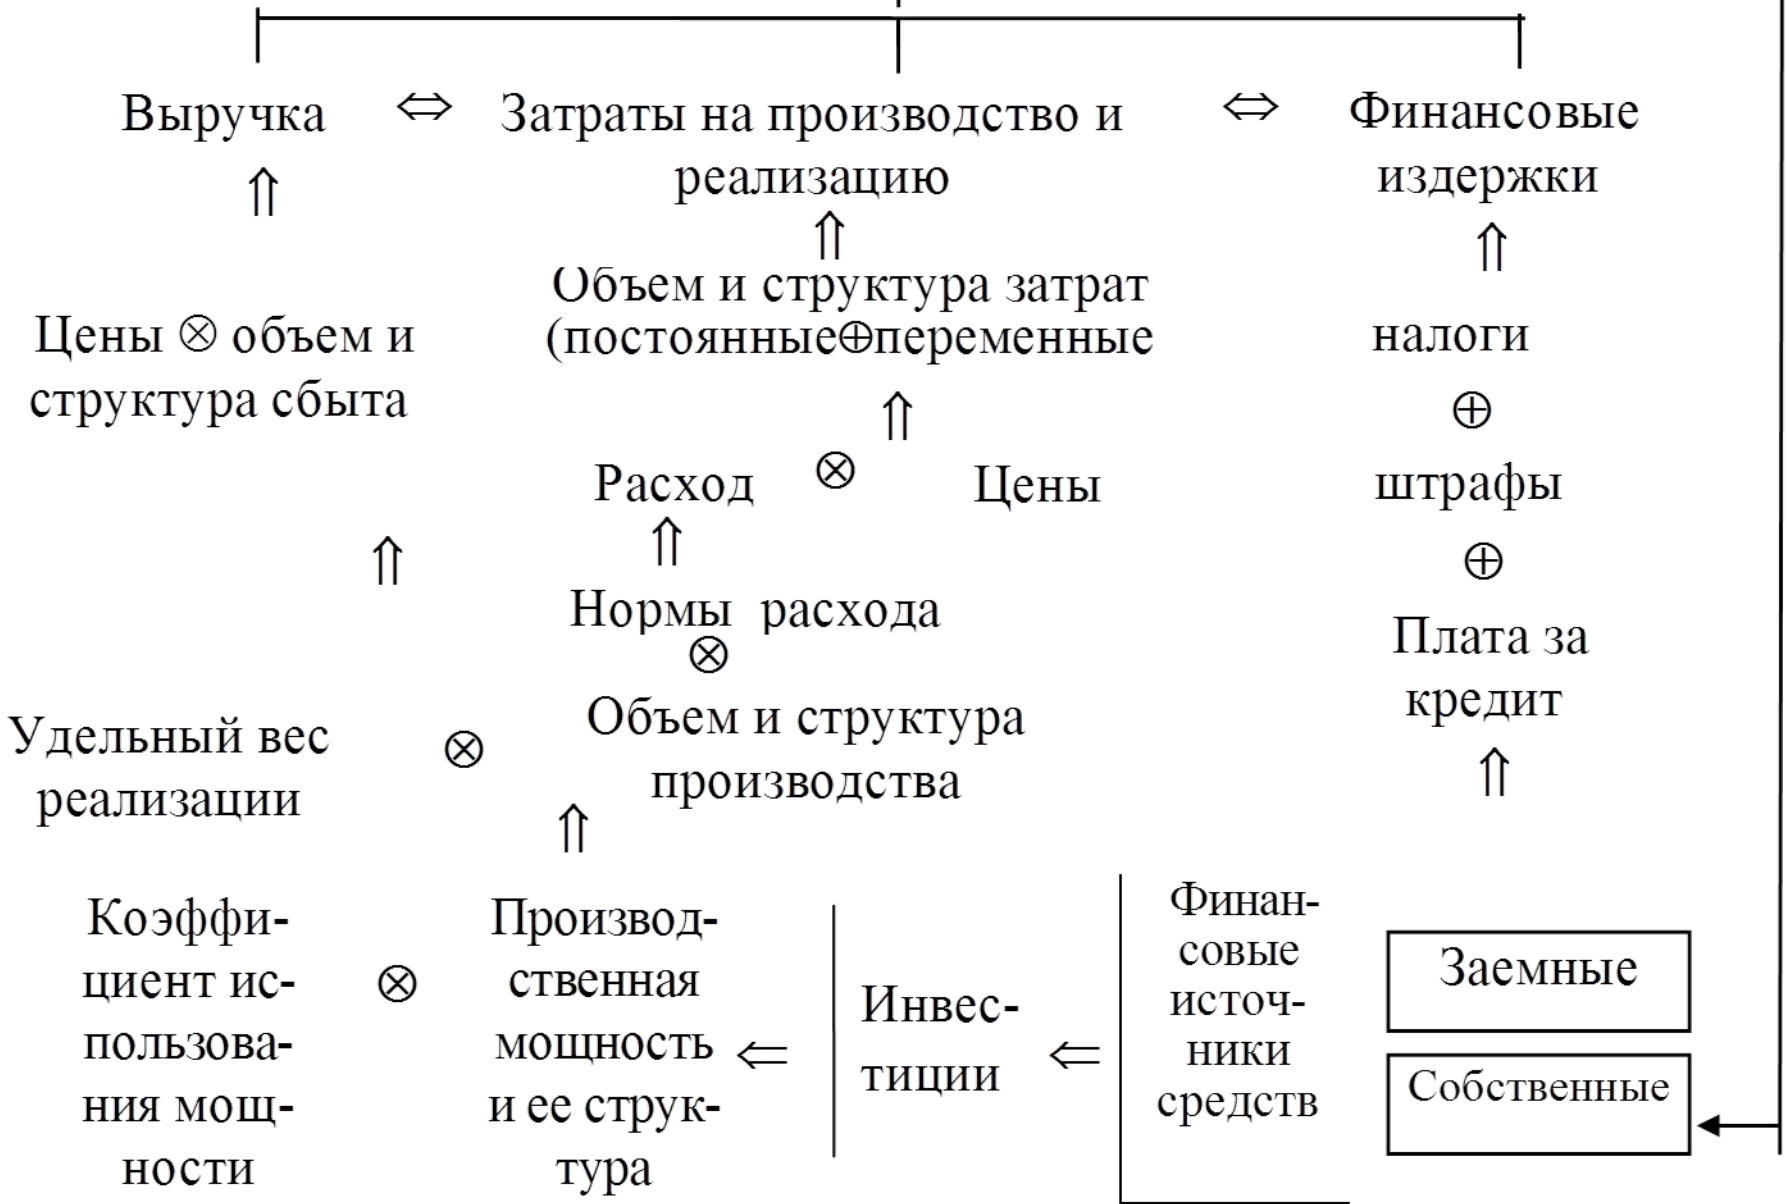 Выручка ⇔ Затраты на производство и ⇔ Финансовые
реализацию
издержки
⇑
⇑
⇑
Объем и структура затрат
(постоянные⊕переменные
Цены ⊗ объем и
структура сбыта
налоги
⊕
⇑
Расход ⊗ Цены
штрафы
⇑
⇑
⊕
Нормы расхода
⊗
Плата за
кредит
Удельный вес
реализации
⊗
Объем и структура
производства
⇑
⇑
Коэффи-
циент ис-
пользова-
ния мощ-
ности
⊗
Производ-
ственная
мощность
и ее струк-
тура
⇐
Инвес-
тиции
⇐
Финан-
совые
источ-
ники
средств
Заемные
Собственные